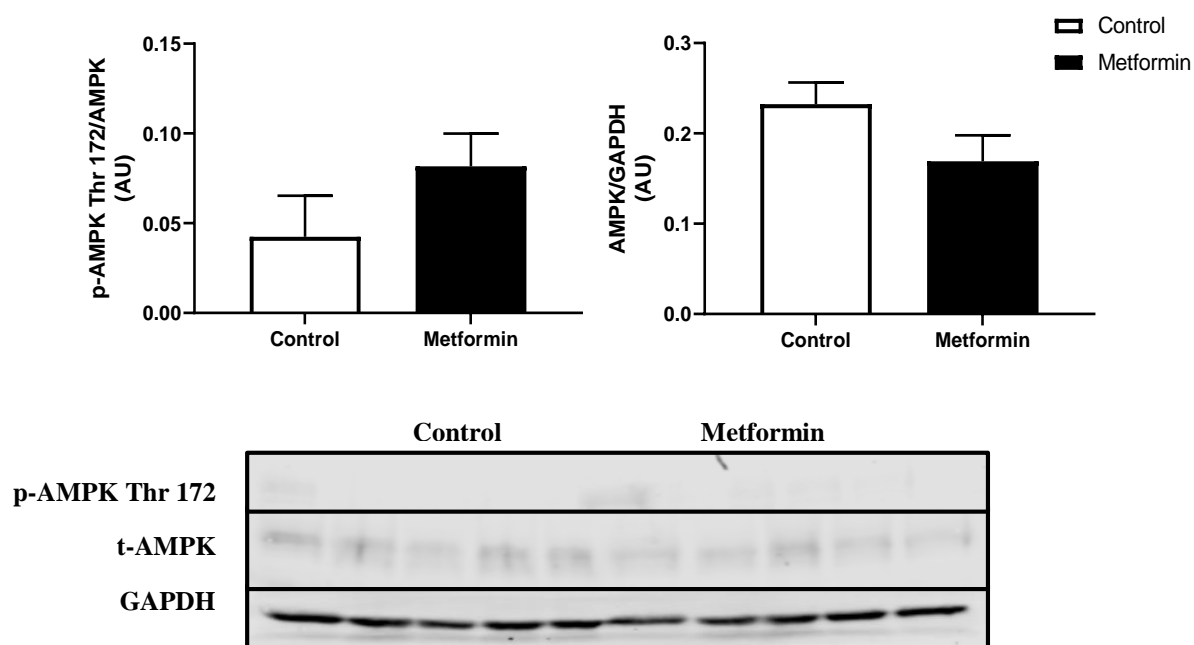 Control
Metformin
p-AMPK Thr 172/AMPK
(AU)
0.15
0.10
0.05
0.00
Control
Metformin
AMPK/GAPDH
(AU)
0.3
0.2
0.1
0.0
Control
Metformin
Control
Metformin
p-AMPK Thr 172
t-AMPK
GAPDH